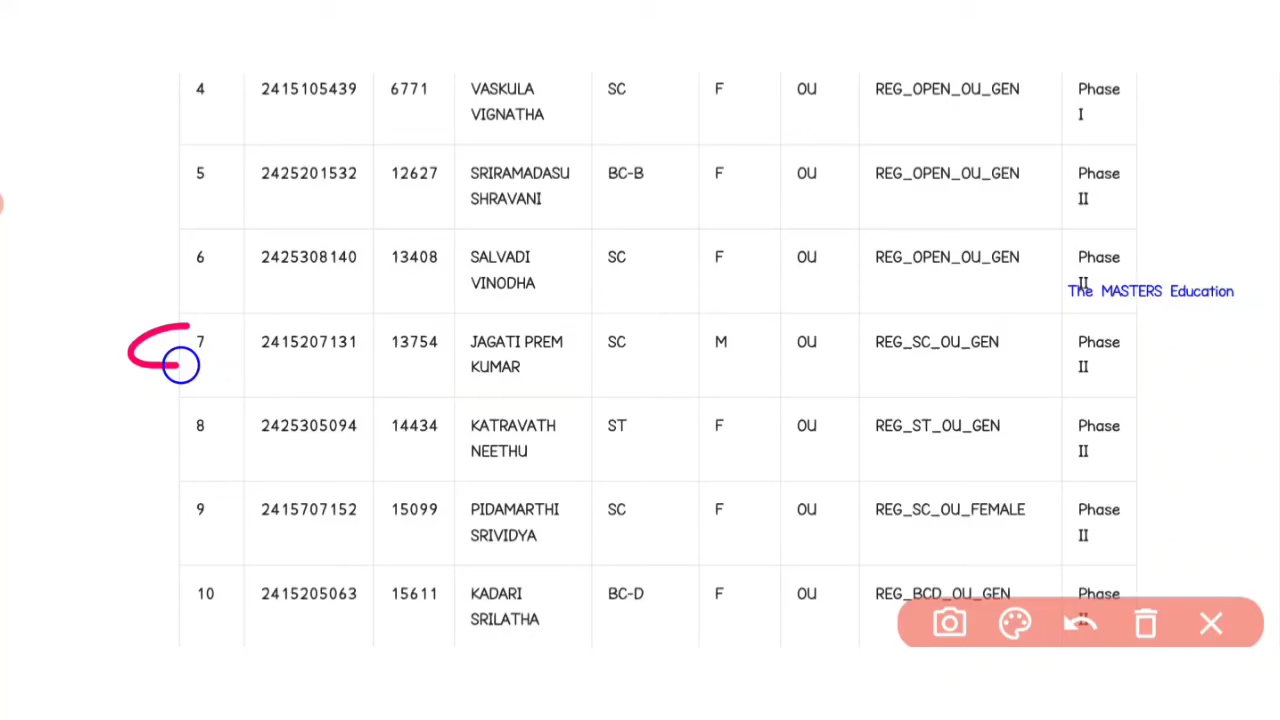 4 2415105439 6771 VASKULA SC F OU REG_OPEN_OU_GEN Phase
VIGNATHA I
5 2425201532 12627 SRIRAMADASU BC-B F OU REG_OPEN_OU_GEN Phase
SHRAVANI II
6 2425308140 13408 SALVADI SC F OU REG_OPEN_OU_GEN Phase
VINODHA II
The MASTERS Education
7 2415207131 13754 JAGATI PREM SC M OU REG_SC_OU_GEN Phase
KUMAR II
8 2425305094 14434 KATRAVATH ST F OU REG_ST_OU_GEN Phase
NEETHU II
9 2415707152 15099 PIDAMARTHI SC F OU REG_SC_OU_FEMALE Phase
SRIVIDYA II
10 2415205063 15611 KADARI BC-D F OU REG_BCD_OU_GEN Phase
SRILATHA II